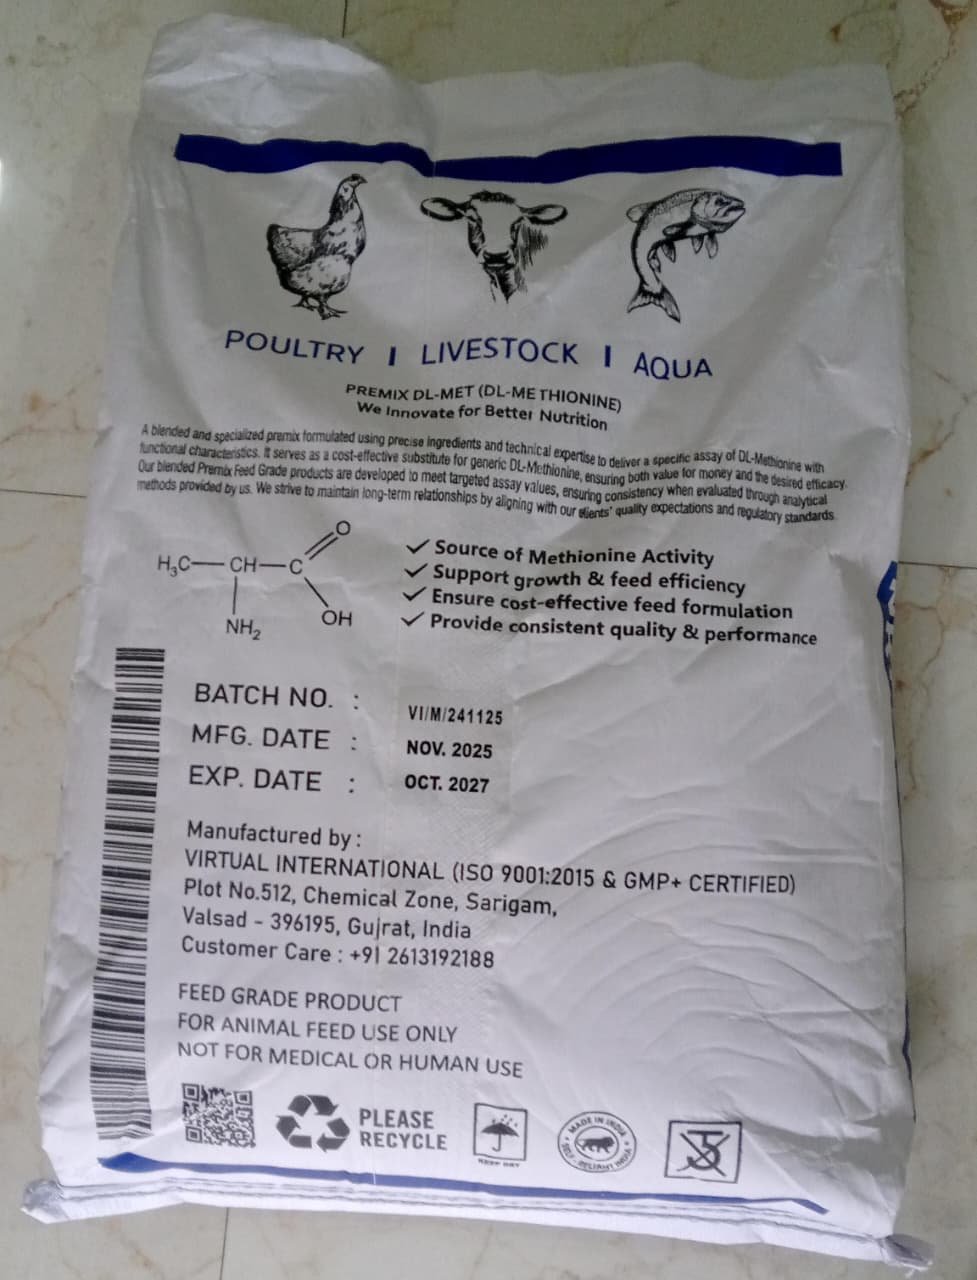 POULTRY | LIVESTOCK | AQUA
PREMIX DL-MET (DL-ME THIONINE)
We Innovate for Better Nutrition
A blended and specialized premix formulated using precise ingredients and technical expertise to deliver a specific assay of DL-Methionine with
functional characteristics. It serves as a cost-effective substitute for generic DL-Methionine, ensuring both value for money and the desired efficacy.
Our blended Premix Feed Grade products are developed to meet targeted assay values, ensuring consistency when evaluated through analytical
methods provided by us. We strive to maintain long-term relationships by aligning with our clients' quality expectations and regulatory standards.
H3C—CH—C
O
OH
NH2
✓ Source of Methionine Activity
✓ Support growth & feed efficiency
✓ Ensure cost-effective feed formulation
✓ Provide consistent quality & performance
BATCH NO. : VI/M/241125
MFG. DATE : NOV. 2025
EXP. DATE : OCT. 2027
Manufactured by :
VIRTUAL INTERNATIONAL (ISO 9001:2015 & GMP+ CERTIFIED)
Plot No.512, Chemical Zone, Sarigam,
Valsad - 396195, Gujrat, India
Customer Care : +91 2613192188
FEED GRADE PRODUCT
FOR ANIMAL FEED USE ONLY
NOT FOR MEDICAL OR HUMAN USE
PLEASE
RECYCLE
KEEP DRY
MADE IN INDIA
SELF-RELIANT INDIA